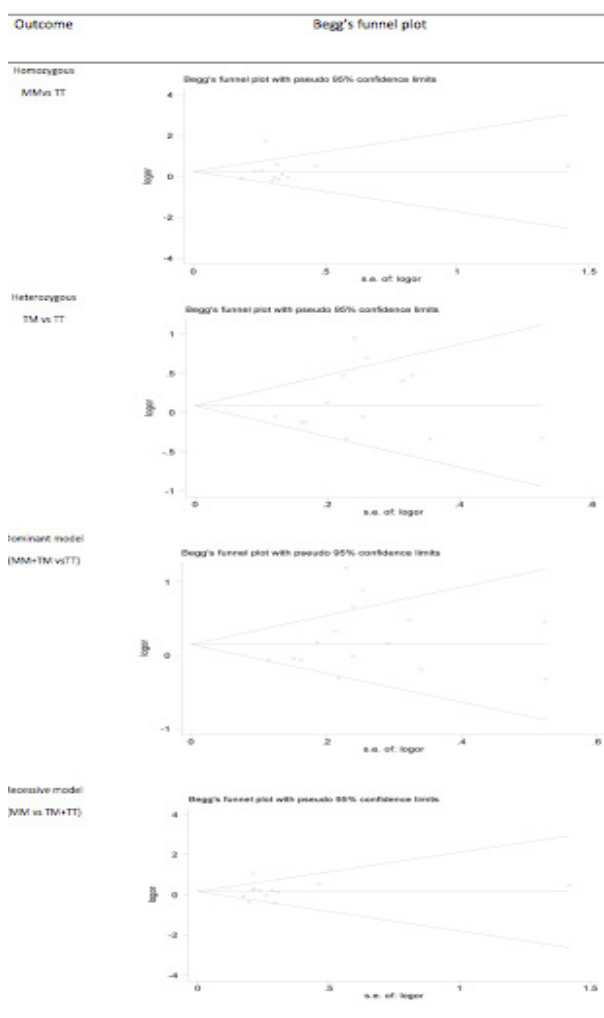 Outcome Begg's funnel plot
Homozygous
MMvs TT
Begg's funnel plot with pseudo 95% confidence limits
4
2
0
-2
-4
logor
0 .5 1 1.5
s.e. of: logor
Heterozygous
TM vs TT
Begg's funnel plot with pseudo 95% confidence limits
1
.5
0
-.5
-1
logor
0 .2 .4 .6
s.e. of: logor
ominant model
(MM+TM vsTT)
Begg's funnel plot with pseudo 95% confidence limits
1
0
-1
logor
0 .2 .4 .6
s.e. of: logor
Recessive model
(MM vs TM+TT)
Begg's funnel plot with pseudo 95% confidence limits
4
2
0
-2
-4
logor
0 .5 1 1.5
s.e. of: logor